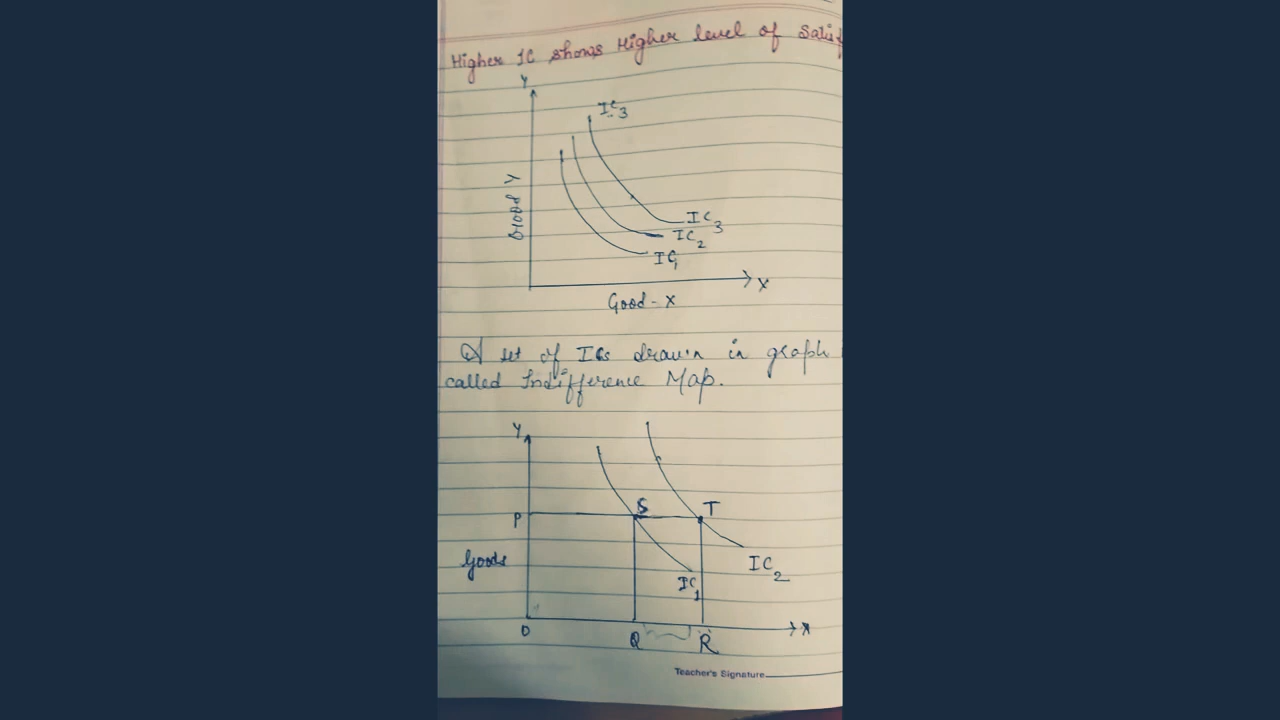 Higher IC shows Higher level of Satisf
Y
IC3
Good Y
IC3
IC2
IC1
X
Good - X
A set of ICs drawn in graph
called Indifference Map.
Y
S T
P
Goods
IC2
IC1
O Q R X
Teacher's Signature